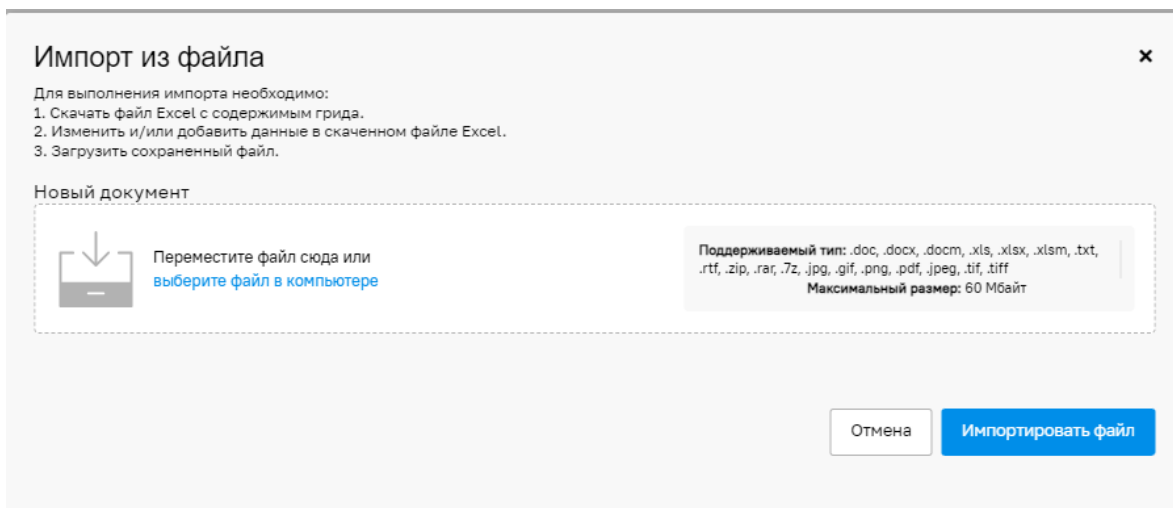 Импорт из файла
Для выполнения импорта необходимо:
1. Скачать файл Excel с содержимым грида.
2. Изменить и/или добавить данные в скаченном файле Excel.
3. Загрузить сохраненный файл.
Новый документ
Переместите файл сюда или
выберите файл в компьютере
Поддерживаемый тип: .doc, .docx, .docm, .xls, .xlsx, .xlsm, .txt,
.rtf, .zip, .rar, .7z, .jpg, .gif, .png, .pdf, .jpeg, .tif, .tiff
Максимальный размер: 60 Мбайт
Отмена
Импортировать файл